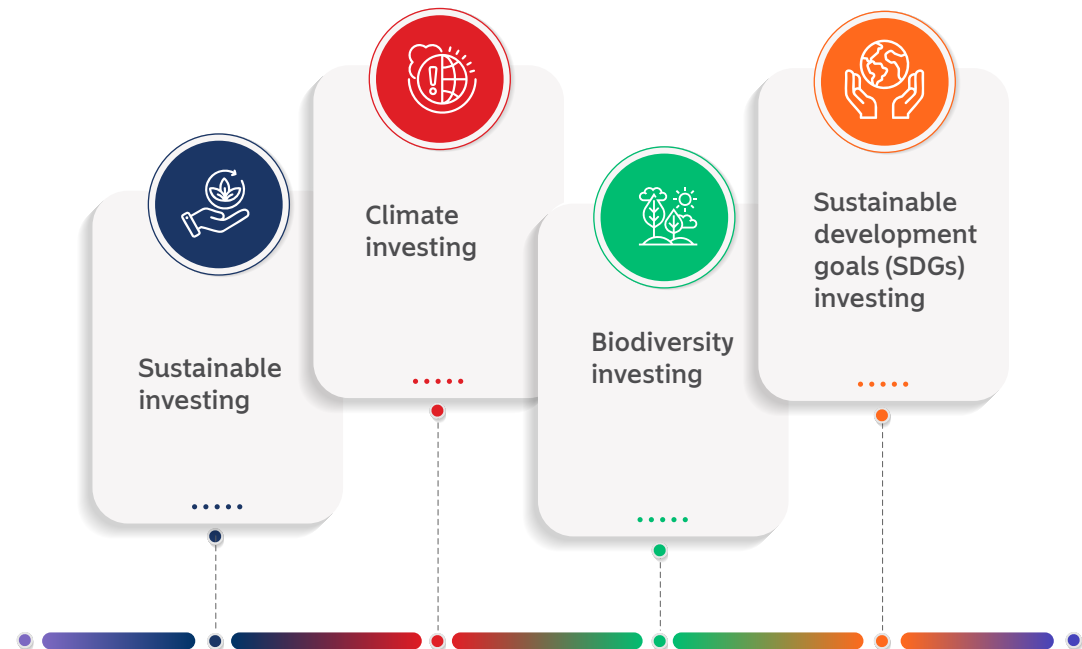 Sustainable
investing
Climate
investing
Biodiversity
investing
Sustainable
development
goals (SDGs)
investing